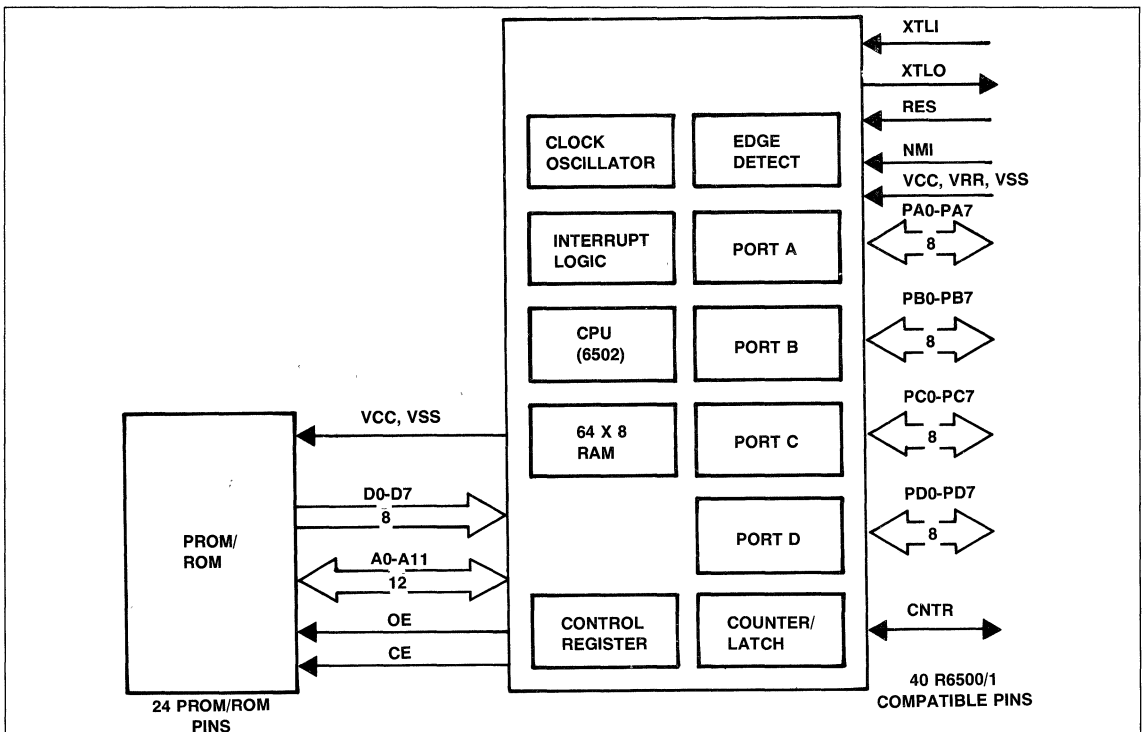 XTLI
XTLO
RES
NMI
VCC, VRR, VSS
CLOCK
OSCILLATOR
EDGE
DETECT
INTERRUPT
LOGIC
PORT A
PA0-PA7
8
CPU
(6502)
PORT B
PB0-PB7
8
64 X 8
RAM
PORT C
PC0-PC7
8
PORT D
PD0-PD7
8
CONTROL
REGISTER
COUNTER/
LATCH
CNTR
40 R6500/1
COMPATIBLE PINS
PROM/
ROM
VCC, VSS
D0-D7
8
A0-A11
12
OE
CE
24 PROM/ROM
PINS